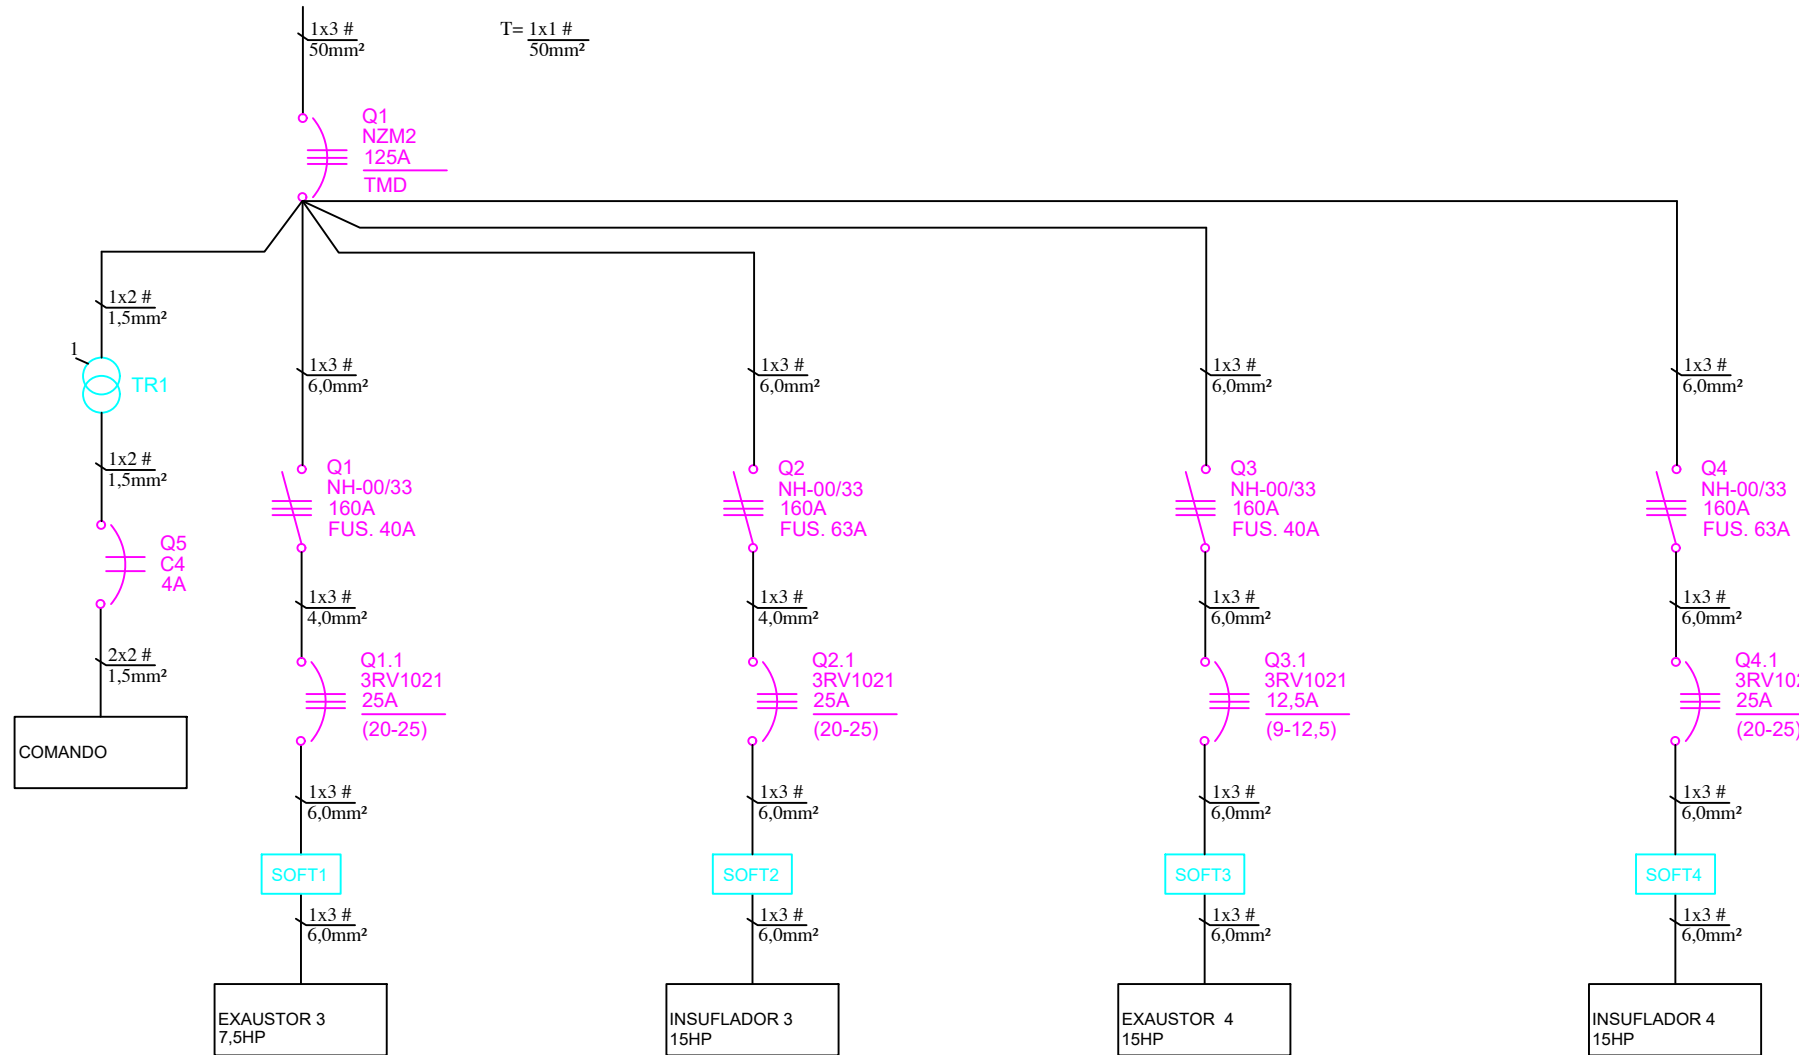 1x3 #
50mm²
T= 1x1 #
50mm²
Q1
NZM2
125A
TMD
1x2 #
1,5mm²
1
TR1
1x2 #
1,5mm²
Q5
C4
4A
2x2 #
1,5mm²
COMANDO
1x3 #
6,0mm²
Q1
NH-00/33
160A
FUS. 40A
1x3 #
4,0mm²
Q1.1
3RV1021
25A
(20-25)
1x3 #
6,0mm²
SOFT1
1x3 #
6,0mm²
EXAUSTOR 3
7,5HP
1x3 #
6,0mm²
Q2
NH-00/33
160A
FUS. 63A
1x3 #
4,0mm²
Q2.1
3RV1021
25A
(20-25)
1x3 #
6,0mm²
SOFT2
1x3 #
6,0mm²
INSUFLADOR 3
15HP
1x3 #
6,0mm²
Q3
NH-00/33
160A
FUS. 40A
1x3 #
6,0mm²
Q3.1
3RV1021
12,5A
(9-12,5)
1x3 #
6,0mm²
SOFT3
1x3 #
6,0mm²
EXAUSTOR 4
15HP
1x3 #
6,0mm²
Q4
NH-00/33
160A
FUS. 63A
1x3 #
6,0mm²
Q4.1
25A
(20-25)
1x3 #
6,0mm²
SOFT4
1x3 #
6,0mm²
INSUFLADOR 4
15HP